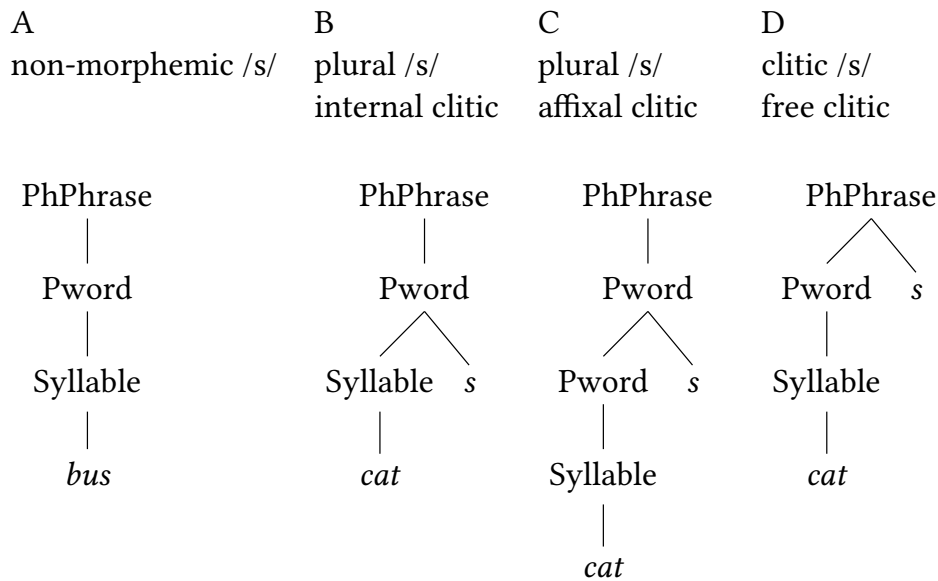 A
non-morphemic /s/
B
plural /s/
internal clitic
C
plural /s/
affixal clitic
D
clitic /s/
free clitic
PhPhrase
Pword
Syllable
bus
PhPhrase
Pword
Syllable s
cat
PhPhrase
Pword
Pword s
Syllable
cat
PhPhrase
Pword s
Syllable
cat